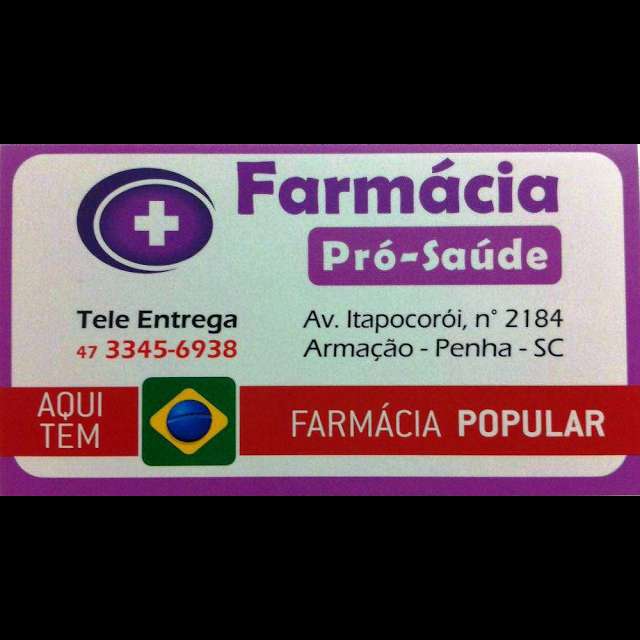 Farmácia
Pró-Saúde
Tele Entrega
47 3345-6938
Av. Itapocorói, n° 2184
Armação - Penha - SC
AQUI
TEM
FARMÁCIA POPULAR